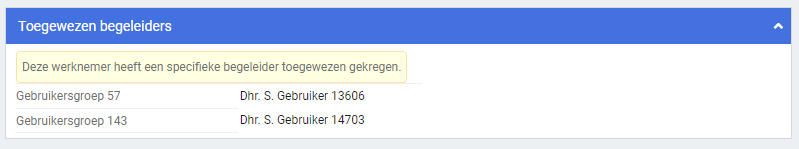 Toegewezen begeleiders
Deze werknemer heeft een specifieke begeleider toegewezen gekregen.
Gebruikersgroep 57 Dhr. S. Gebruiker 13606
Gebruikersgroep 143 Dhr. S. Gebruiker 14703